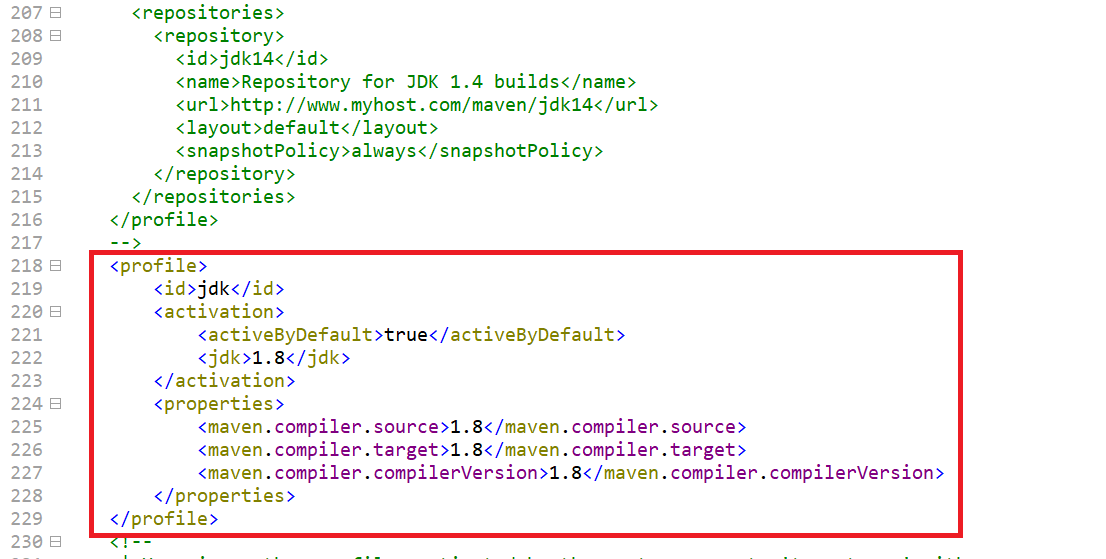 207 <repositories>
208 <repository>
209 <id>jdk14</id>
210 <name>Repository for JDK 1.4 builds</name>
211 <url>http://www.myhost.com/maven/jdk14</url>
212 <layout>default</layout>
213 <snapshotPolicy>always</snapshotPolicy>
214 </repository>
215 </repositories>
216 </profile>
217 -->
218 <profile>
219 <id>jdk</id>
220 <activation>
221 <activeByDefault>true</activeByDefault>
222 <jdk>1.8</jdk>
223 </activation>
224 <properties>
225 <maven.compiler.source>1.8</maven.compiler.source>
226 <maven.compiler.target>1.8</maven.compiler.target>
227 <maven.compiler.compilerVersion>1.8</maven.compiler.compilerVersion>
228 </properties>
229 </profile>
230 <!--